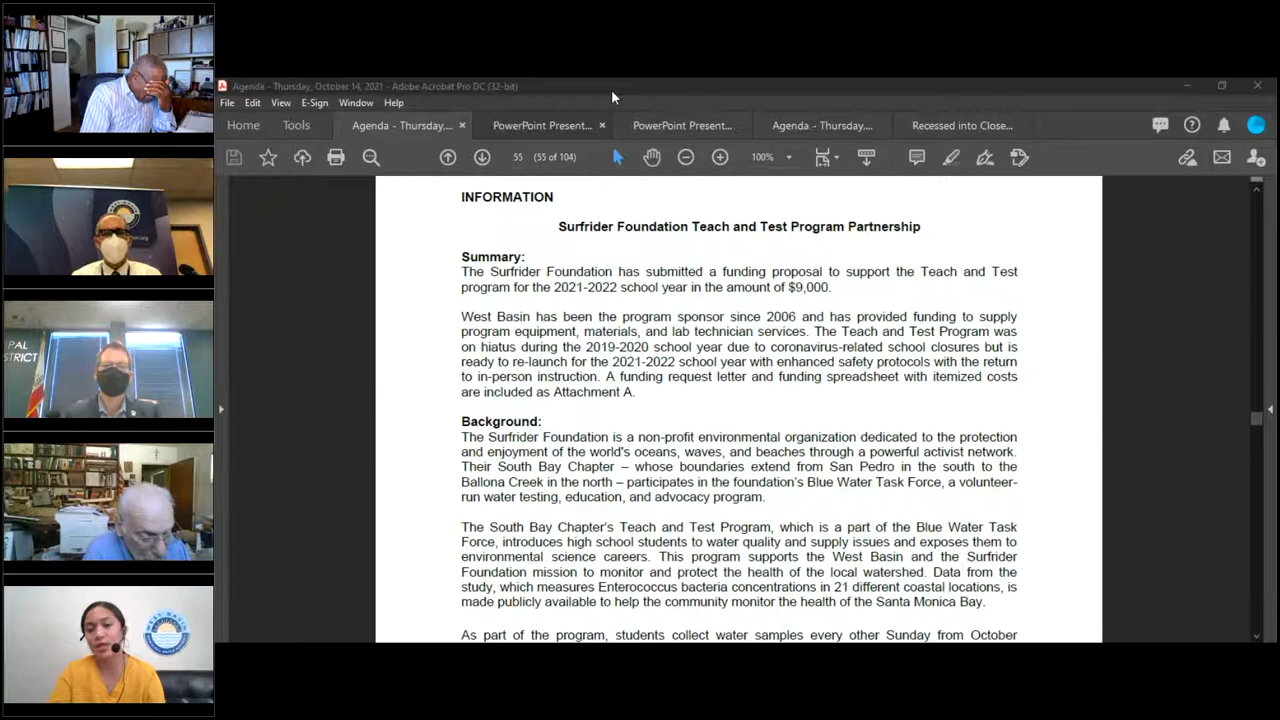 Agenda - Thursday, October 14, 2021 - Adobe Acrobat Pro DC (32-bit)
File Edit View E-Sign Window Help
Home Tools Agenda - Thursday,... PowerPoint Present... PowerPoint Present... Agenda - Thursday,... Recessed into Close...
55 (55 of 104) 100%
INFORMATION
Surfrider Foundation Teach and Test Program Partnership
Summary:
The Surfrider Foundation has submitted a funding proposal to support the Teach and Test
program for the 2021-2022 school year in the amount of $9,000.
West Basin has been the program sponsor since 2006 and has provided funding to supply
program equipment, materials, and lab technician services. The Teach and Test Program was
on hiatus during the 2019-2020 school year due to coronavirus-related school closures but is
ready to re-launch for the 2021-2022 school year with enhanced safety protocols with the return
to in-person instruction. A funding request letter and funding spreadsheet with itemized costs
are included as Attachment A.
Background:
The Surfrider Foundation is a non-profit environmental organization dedicated to the protection
and enjoyment of the world's oceans, waves, and beaches through a powerful activist network.
Their South Bay Chapter – whose boundaries extend from San Pedro in the south to the
Ballona Creek in the north – participates in the foundation's Blue Water Task Force, a volunteer-
run water testing, education, and advocacy program.
The South Bay Chapter's Teach and Test Program, which is a part of the Blue Water Task
Force, introduces high school students to water quality and supply issues and exposes them to
environmental science careers. This program supports the West Basin and the Surfrider
Foundation mission to monitor and protect the health of the local watershed. Data from the
study, which measures Enterococcus bacteria concentrations in 21 different coastal locations, is
made publicly available to help the community monitor the health of the Santa Monica Bay.
As part of the program, students collect water samples every other Sunday from October
PAL
DISTRICT
WEST BASIN